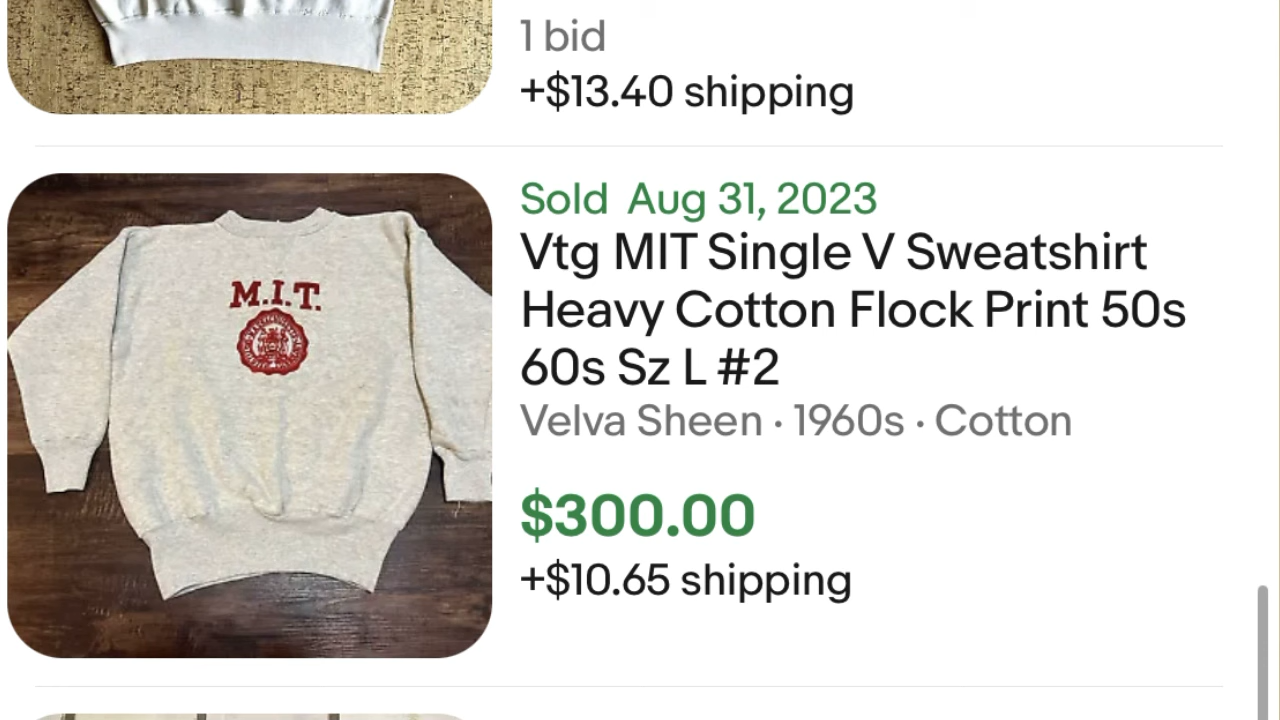 1 bid
+$13.40 shipping
Sold Aug 31, 2023
Vtg MIT Single V Sweatshirt
Heavy Cotton Flock Print 50s
60s Sz L #2
Velva Sheen · 1960s · Cotton
$300.00
+$10.65 shipping
M.I.T.